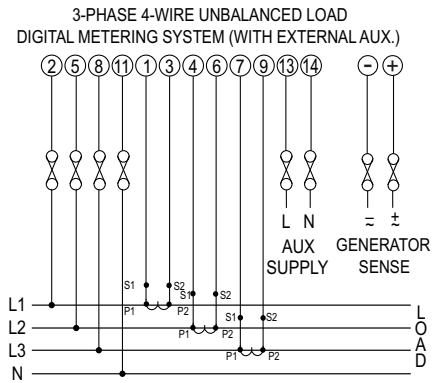 3-PHASE 4-WIRE UNBALANCED LOAD
DIGITAL METERING SYSTEM (WITH EXTERNAL AUX.)
2 5 8 11 1 3 4 6 7 9 13 14 - +
L N
AUX
SUPPLY
GENERATOR
SENSE
S1 S2
S1 S2
S1 S2
L1 P1 P2
L2 P1 P2
L3 P1 P2
N
LOAD